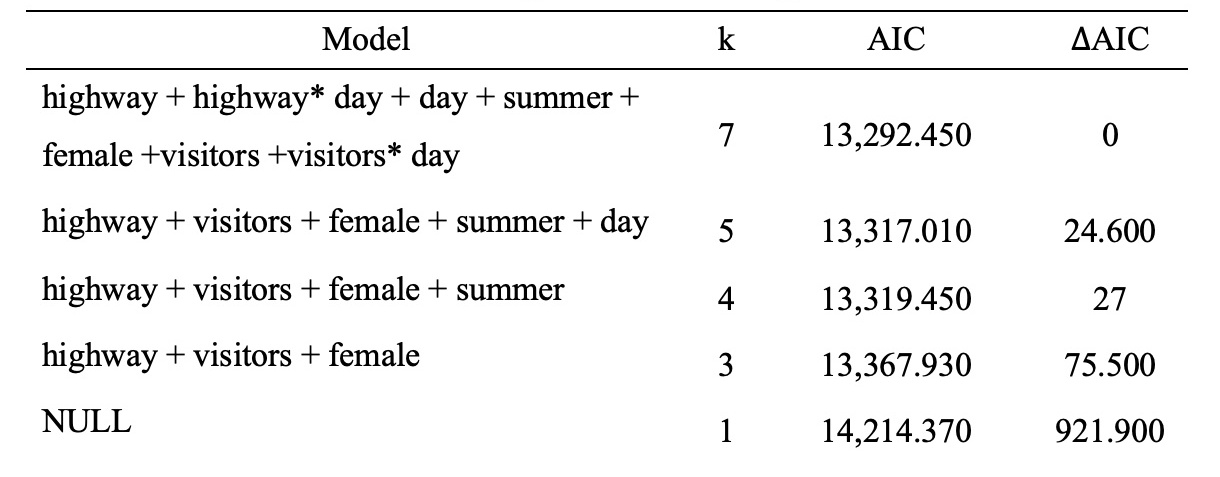 Model k AIC ΔAIC
highway + highway* day + day + summer +
female +visitors +visitors* day 7 13,292.450 0
highway + visitors + female + summer + day 5 13,317.010 24.600
highway + visitors + female + summer 4 13,319.450 27
highway + visitors + female 3 13,367.930 75.500
NULL 1 14,214.370 921.900